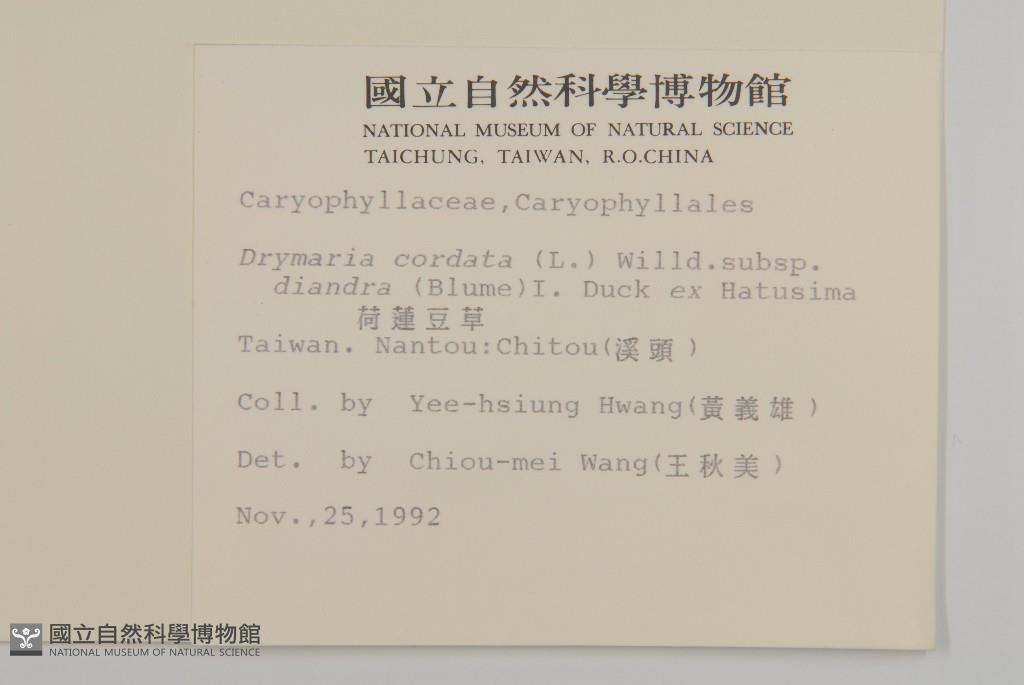 國立自然科學博物館
NATIONAL MUSEUM OF NATURAL SCIENCE
TAICHUNG, TAIWAN, R.O.CHINA
Caryophyllaceae,Caryophyllales
Drymaria cordata (L.) Willd.subsp.
diandra (Blume)I. Duck ex Hatusima
荷蓮豆草
Taiwan. Nantou:Chitou(溪頭)
Coll. by Yee-hsiung Hwang(黃義雄)
Det. by Chiou-mei Wang(王秋美)
Nov.,25,1992
國立自然科學博物館
NATIONAL MUSEUM OF NATURAL SCIENCE